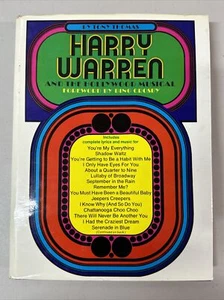 BY TONY THOMAS
HARRY WARREN
AND THE HOLLYWOOD MUSICAL
FOREWORD BY BING CROSBY
Includes
complete lyrics and music for
You're My Everything
Shadow Waltz
You're Getting to Be a Habit With Me
I Only Have Eyes For You
About a Quarter to Nine
Lullaby of Broadway
September in the Rain
Remember Me?
You Must Have Been a Beautiful Baby
Jeepers Creepers
I Know Why (And So Do You)
Chattanooga Choo Choo
There Will Never Be Another You
I Had the Craziest Dream
Serenade in Blue